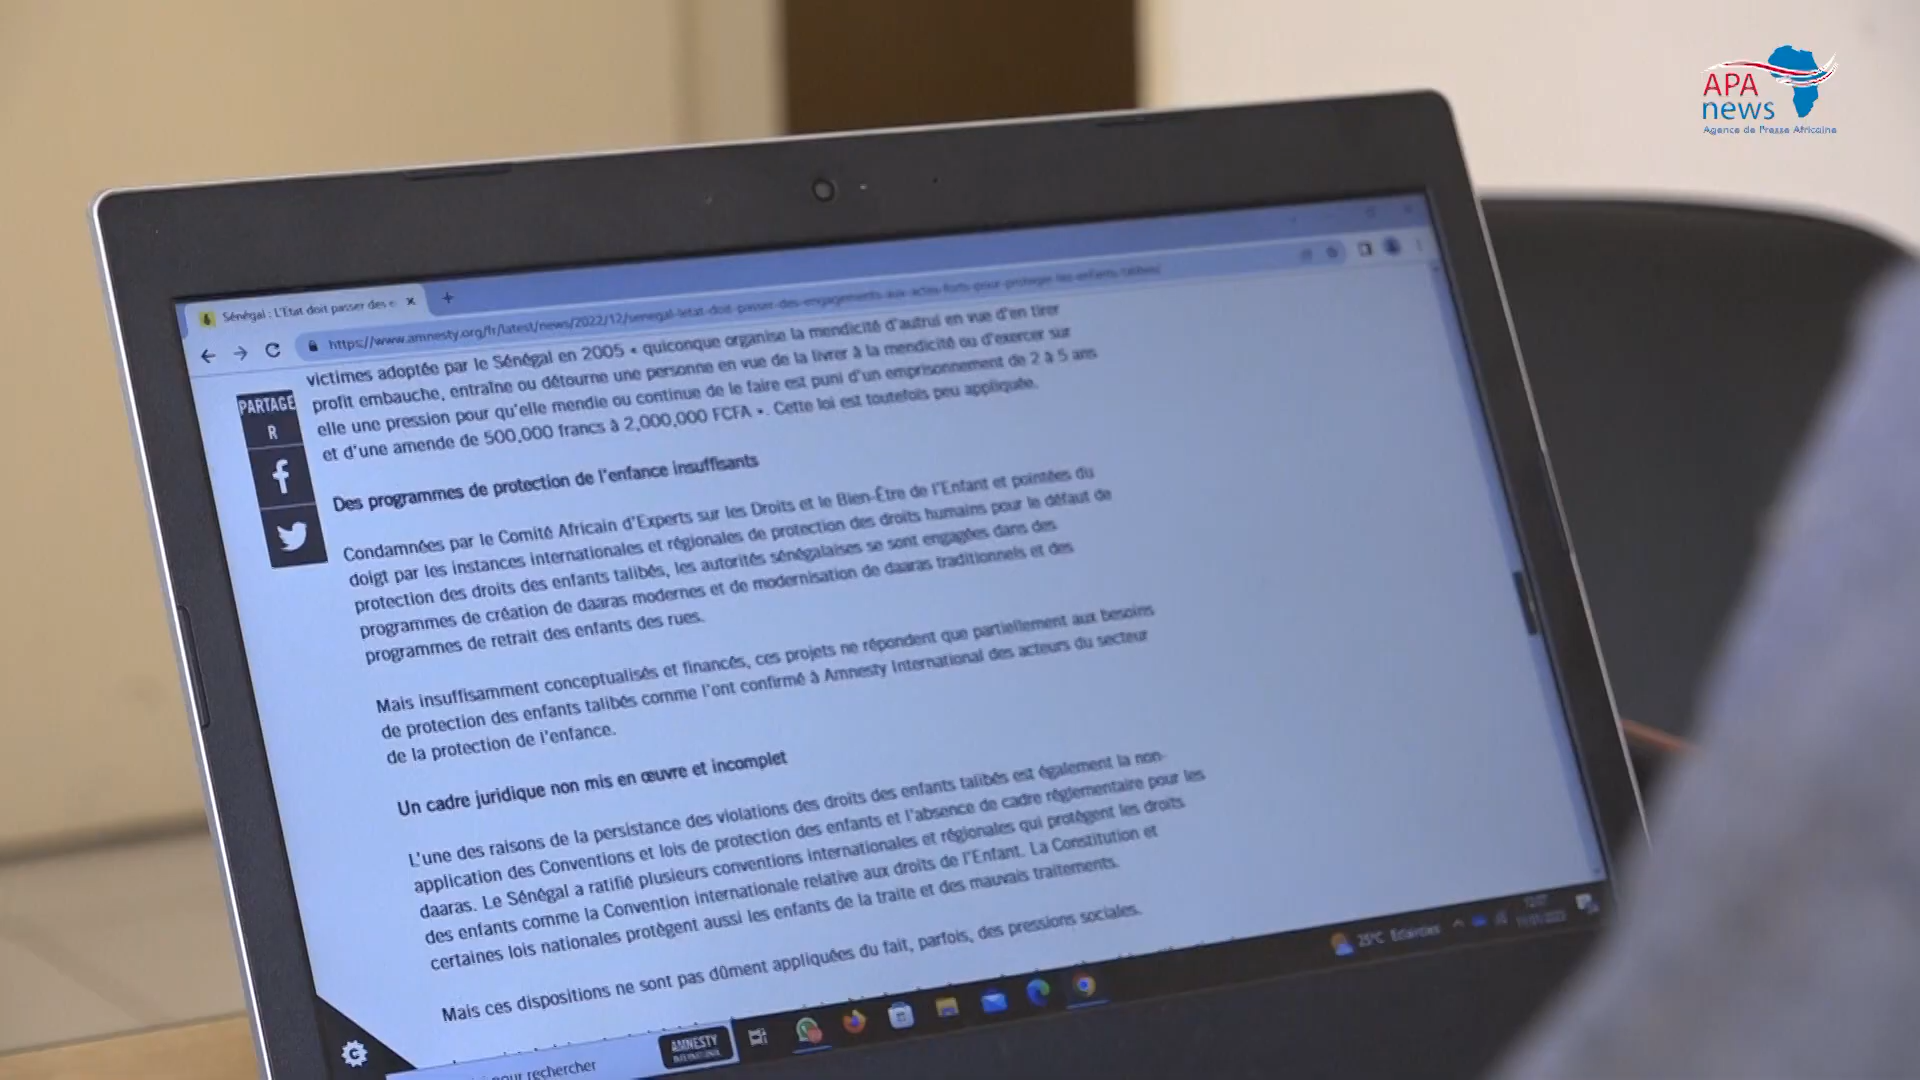 APA
news
Agence de Presse Africaine
Sénégal : L'Etat doit passer des e
https://www.amnesty.org/fr/latest/news/2022/12/senegal-letat-doit-passer-des-engagements-aux-actes-forts-pour-proteger-les-enfants-talibes/
victimes adoptée par le Sénégal en 2005 « quiconque organise la mendicité d'autrui en vue d'en tirer
profit embauche, entraîne ou détourne une personne en vue de la livrer à la mendicité ou d'exercer sur
elle une pression pour qu'elle mendie ou continue de le faire est puni d'un emprisonnement de 2 à 5 ans
et d'une amende de 500,000 francs à 2,000,000 FCFA ». Cette loi est toutefois peu appliquée.
PARTAGE
R
Des programmes de protection de l'enfance insuffisants
Condamnées par le Comité Africain d'Experts sur les Droits et le Bien-Être de l'Enfant et pointées du
doigt par les instances internationales et régionales de protection des droits humains pour le défaut de
protection des droits des enfants talibés, les autorités sénégalaises se sont engagées dans des
programmes de création de daaras modernes et de modernisation de daaras traditionnels et des
programmes de retrait des enfants des rues.
Mais insuffisamment conceptualisés et financés, ces projets ne répondent que partiellement aux besoins
de protection des enfants talibés comme l'ont confirmé à Amnesty International des acteurs du secteur
de la protection de l'enfance.
Un cadre juridique non mis en œuvre et incomplet
L'une des raisons de la persistance des violations des droits des enfants talibés est également la non-
application des Conventions et lois de protection des enfants et l'absence de cadre réglementaire pour les
daaras. Le Sénégal a ratifié plusieurs conventions internationales et régionales qui protègent les droits
des enfants comme la Convention internationale relative aux droits de l'Enfant. La Constitution et
certaines lois nationales protègent aussi les enfants de la traite et des mauvais traitements.
Mais ces dispositions ne sont pas dûment appliquées du fait, parfois, des pressions sociales.
pour rechercher
AMNESTY
INTERNATIONAL
25°C Eclaircies